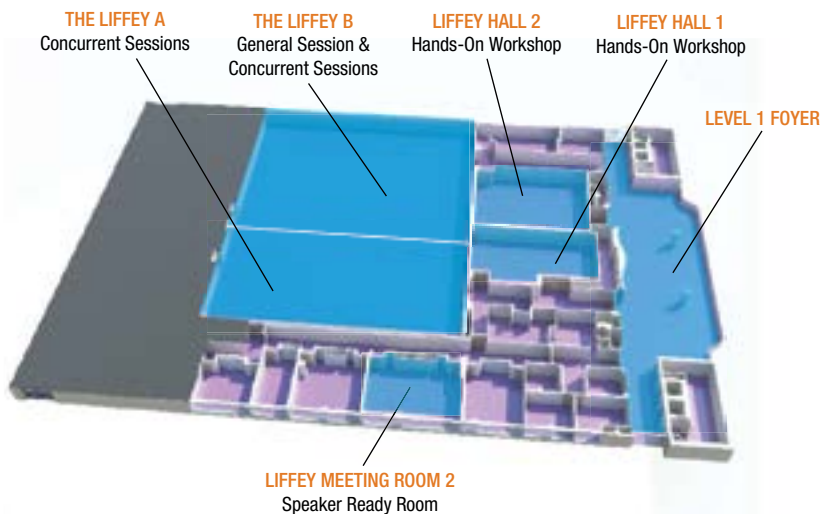 THE LIFFEY A
Concurrent Sessions
THE LIFFEY B
General Session &
Concurrent Sessions
LIFFEY HALL 2
Hands-On Workshop
LIFFEY HALL 1
Hands-On Workshop
LEVEL 1 FOYER
LIFFEY MEETING ROOM 2
Speaker Ready Room